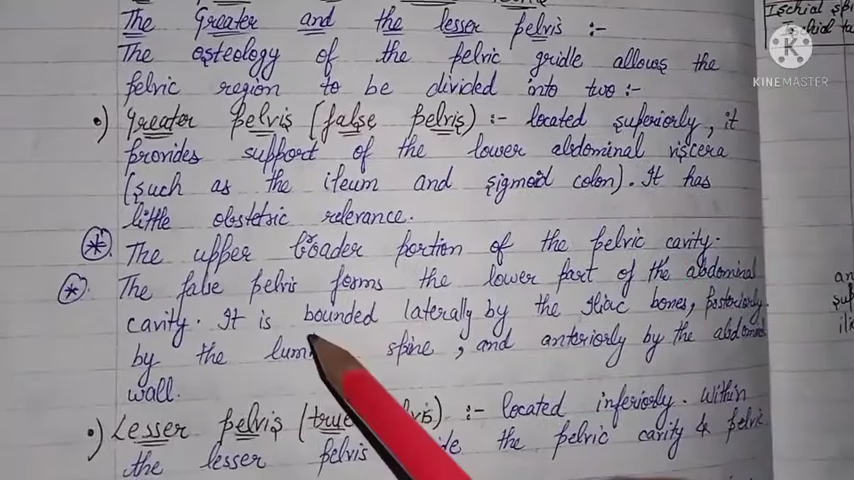 The Greater and the lesser pelvis :-
The osteology of the pelvic gridle allows the
pelvic region to be divided into two :-
•) Greater pelvis (false pelvis) :- located superiorly, it
provides support of the lower abdominal viscera
(such as the ileum and sigmoid colon). It has
little obstetric relevance.
* The upper broader portion of the pelvic cavity.
* The false pelvis forms the lower part of the abdominal
cavity. It is bounded laterally by the Iliac bones, posteriorly
by the spine, and anteriorly by the
wall.
•) Lesser pelvis (true :- located inferiorly. Within
the lesser pelvis the pelvic cavity & pelvic
Ischial
Ischial
KINEMASTER